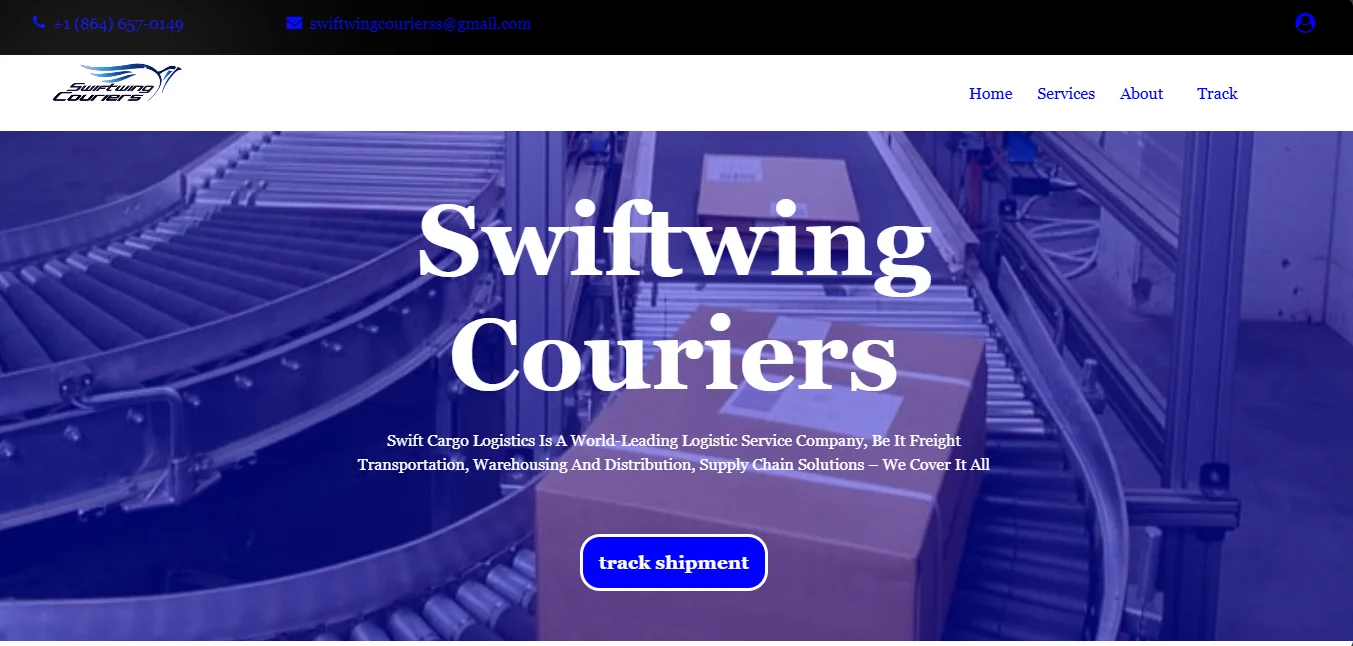 +1 (864) 657-0149
swiftwingcourierss@gmail.com
Swiftwing
Couriers
Home
Services
About
Track
Swiftwing
Couriers
Swift Cargo Logistics Is A World-Leading Logistic Service Company, Be It Freight
Transportation, Warehousing And Distribution, Supply Chain Solutions – We Cover It All
track shipment